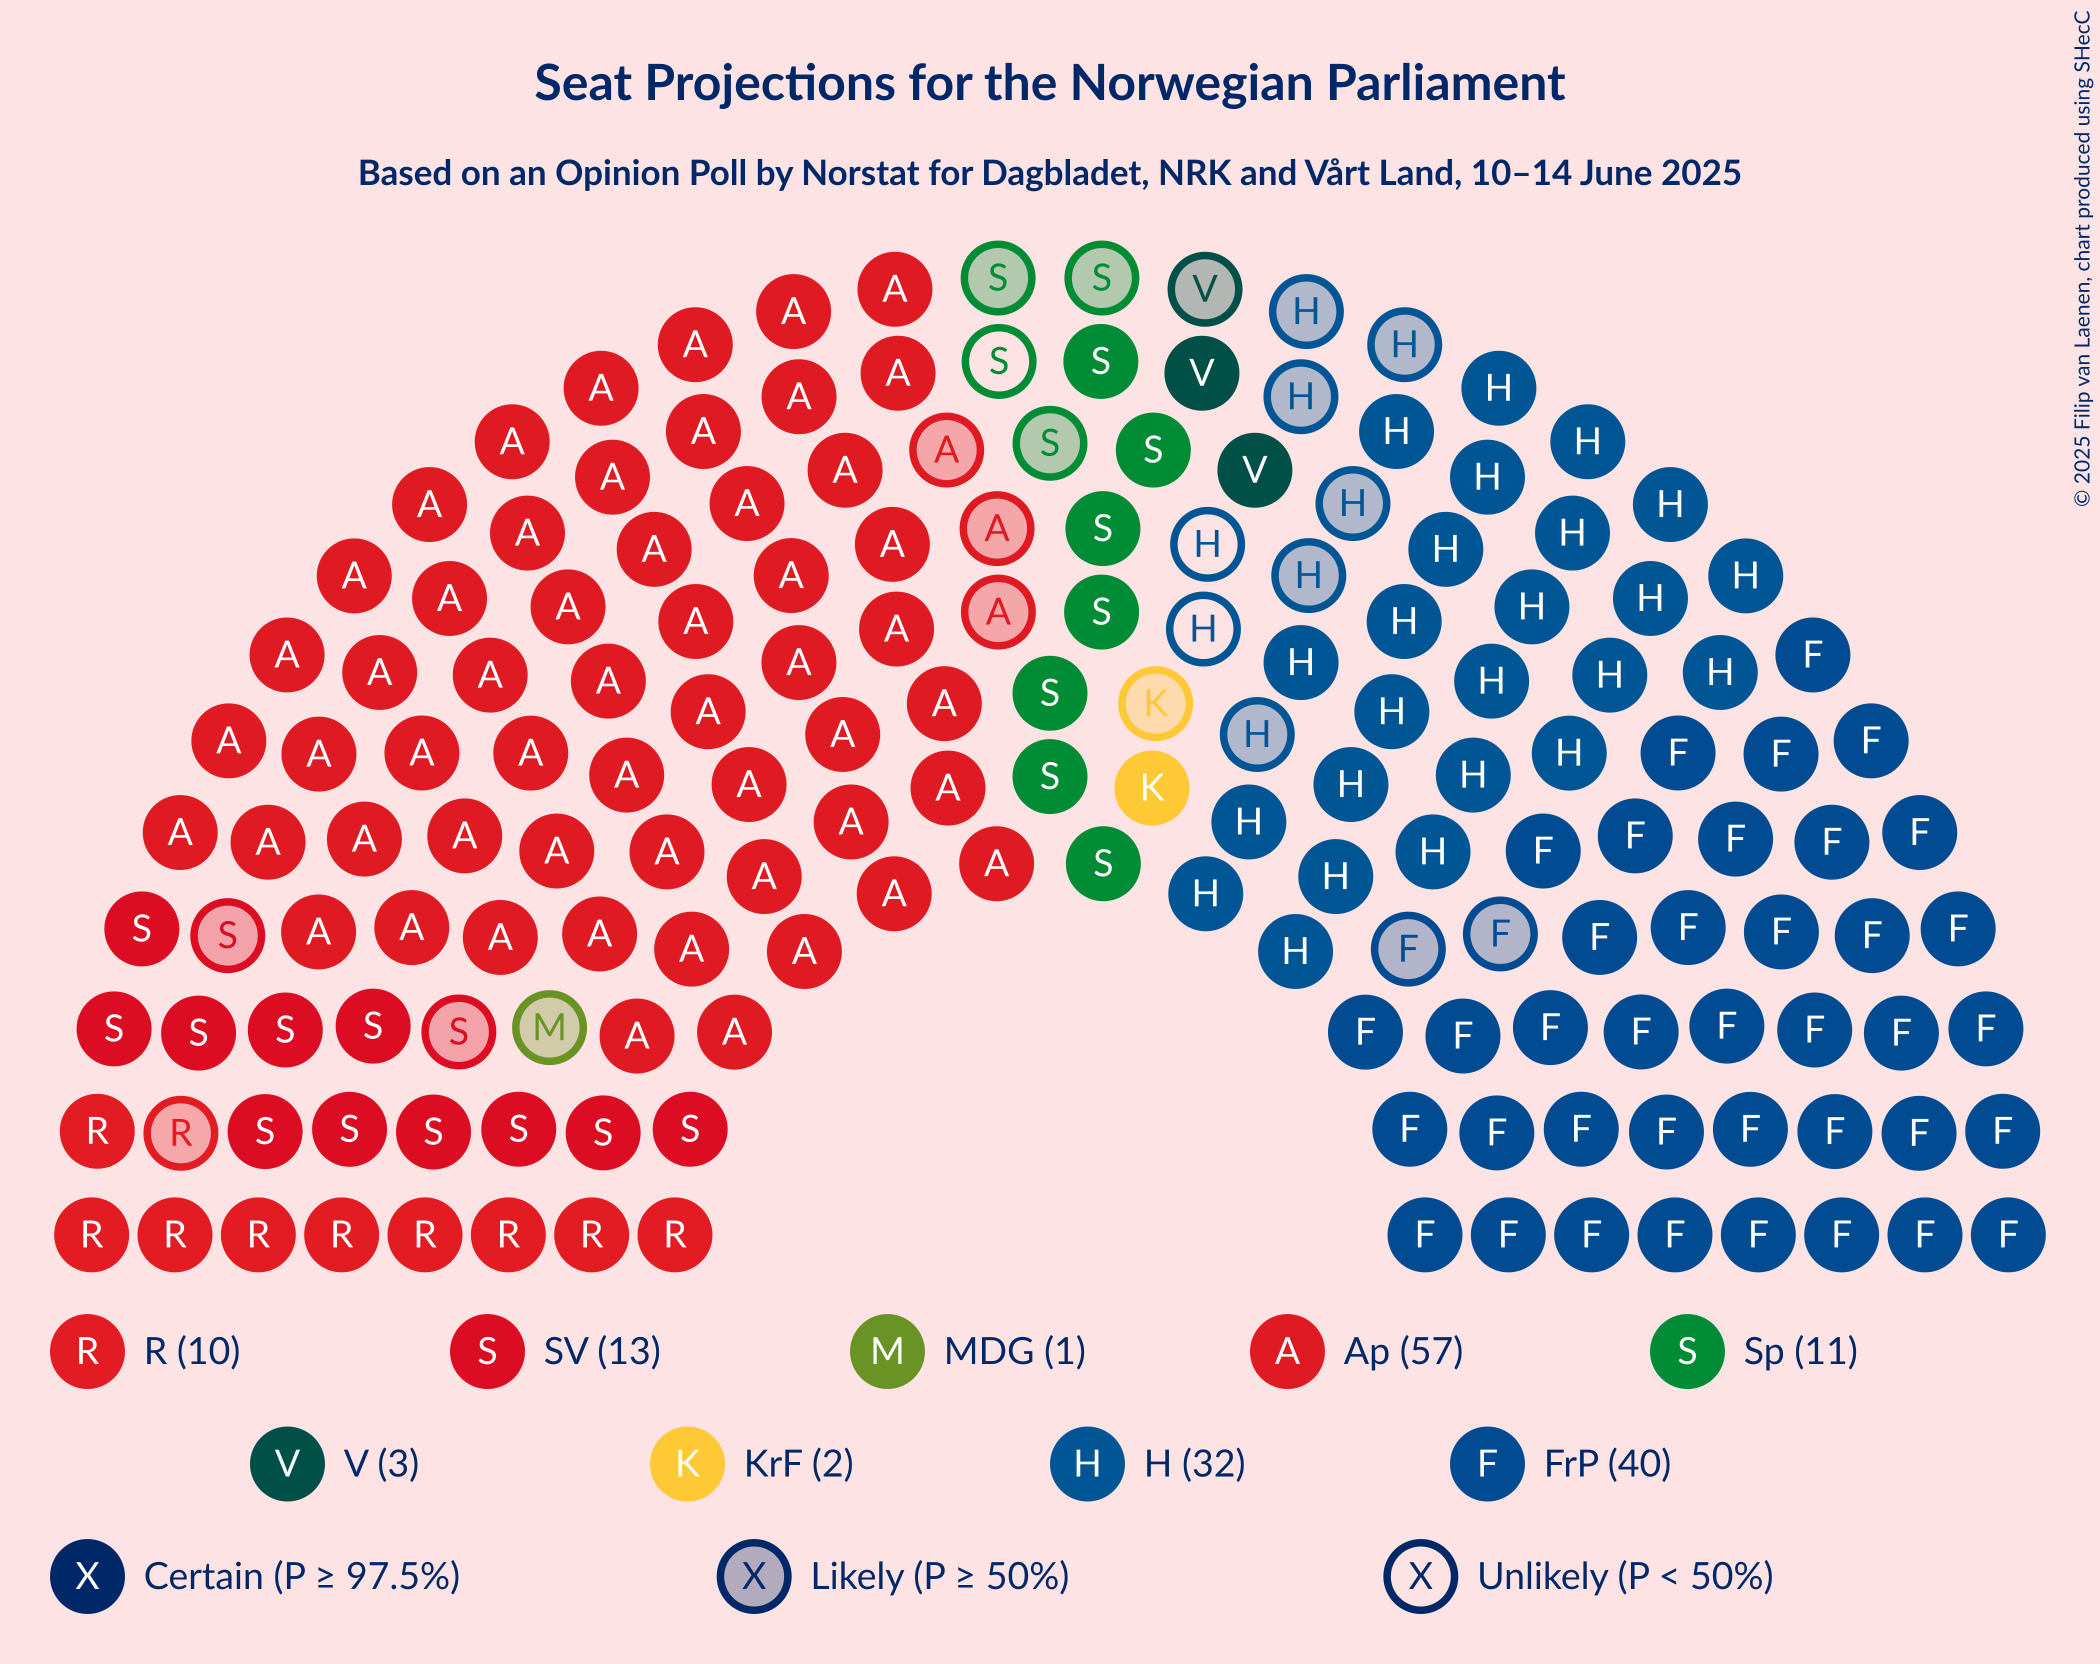 Seat Projections for the Norwegian Parliament
Based on an Opinion Poll by Norstat for Dagbladet, NRK and Vårt Land, 10–14 June 2025
© 2025 Filip van Laenen, chart produced using SHecC
S S
A V
A H
A H
A S S V A H H
A A H H
A A A S S V H H H
A A A A H H H
A A A A A S H H H H H
A A A A H H H H
A A A A S H H H F
A A A A A S K H H H H H
A A A A A H H H F F F
A A A A A S K H H H
A A A A A A A H H F F F F F
A A S H H
A A H H
S S A A A A A A H F F F F F F F
S S S S S M A A F F F F F F F F
R R S S S S S S F F F F F F F F
R R R R R R R R F F F F F F F F
R R (10) S SV (13) M MDG (1) A Ap (57) S Sp (11)
V V (3) K KrF (2) H H (32) F FrP (40)
X Certain (P ≥ 97.5%) X Likely (P ≥ 50%) X Unlikely (P < 50%)